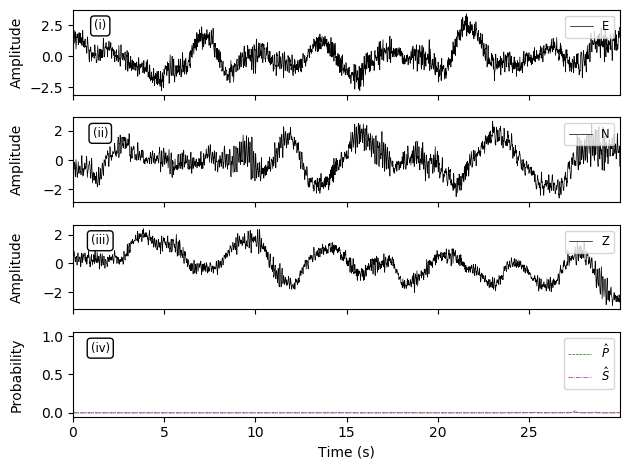 (i)
E
Amplitude
2.5
0.0
−2.5
(ii)
N
Amplitude
2
0
−2
(iii)
Z
Amplitude
2
0
−2
(iv)
P̂
Ŝ
Probability
1.0
0.5
0.0
0 5 10 15 20 25
Time (s)